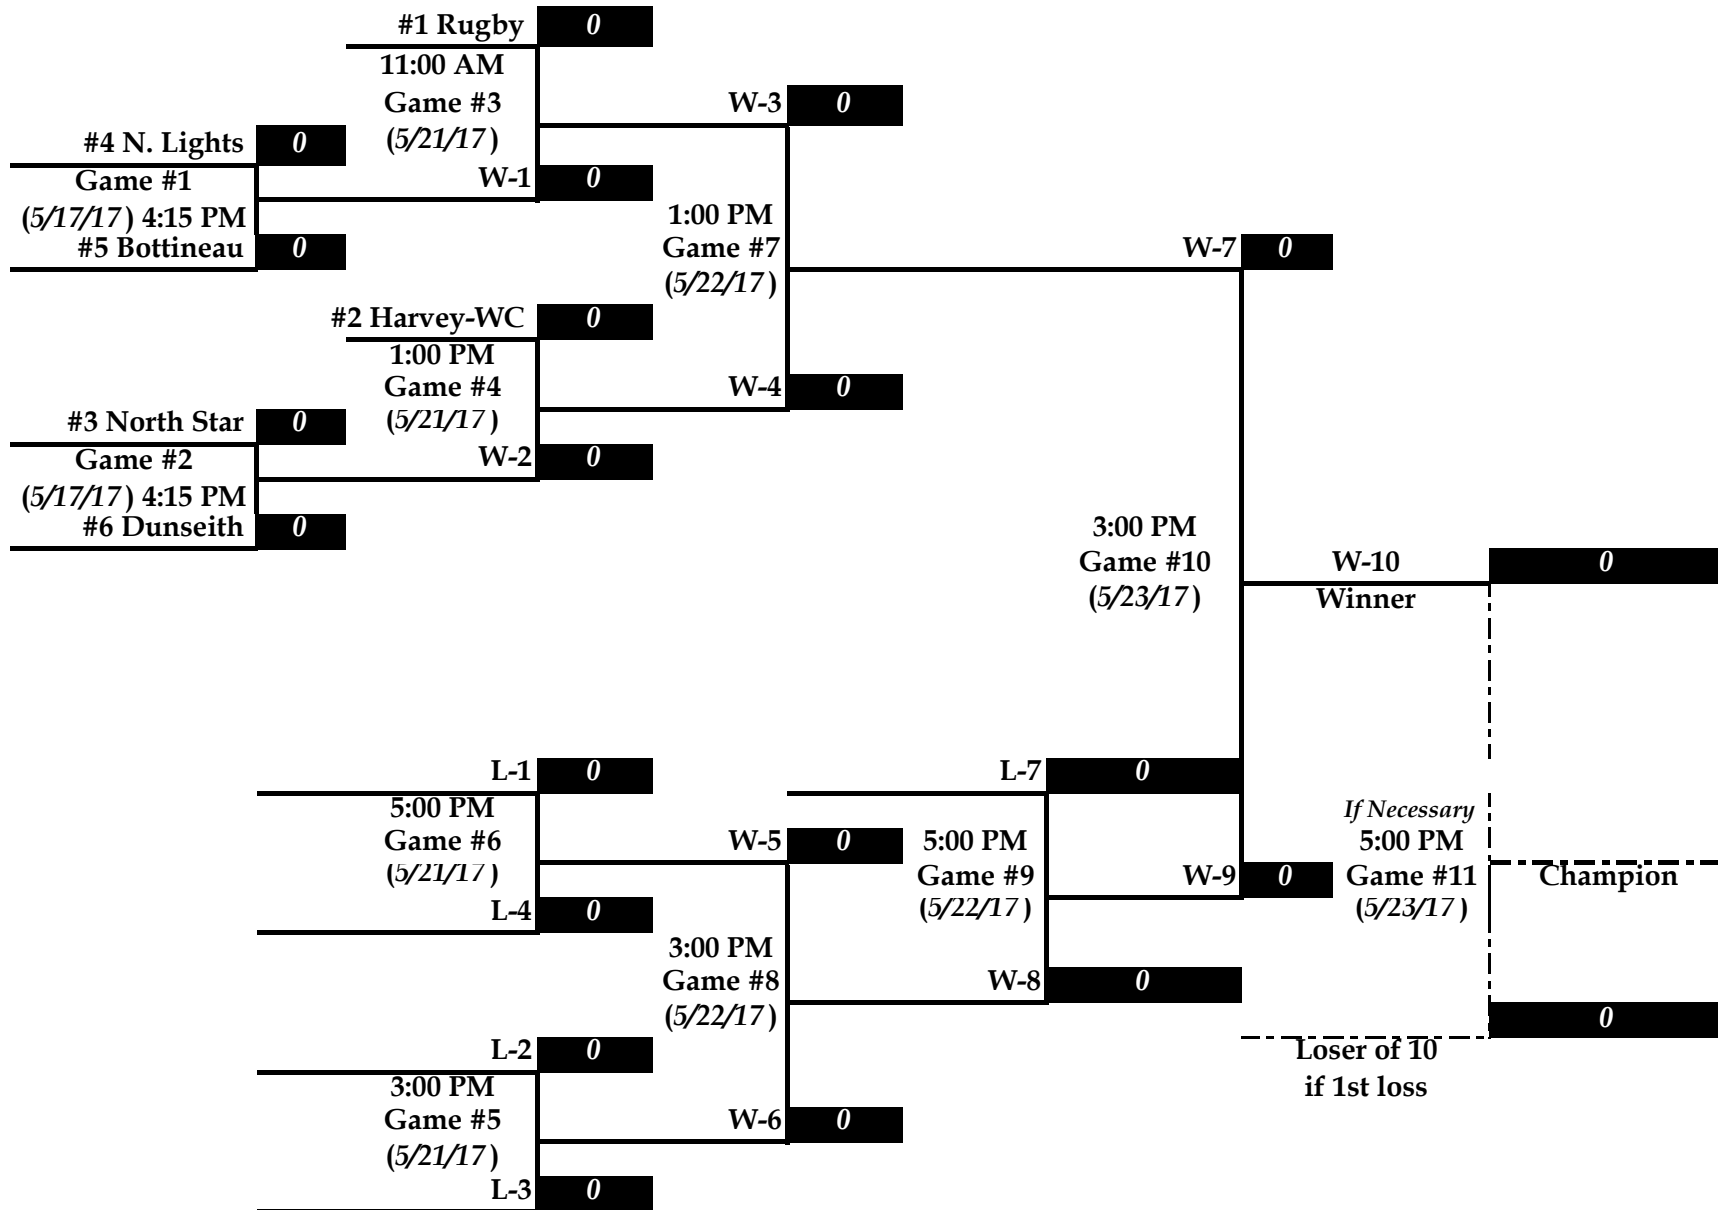 #1 Rugby 0
11:00 AM
Game #3
(5/21/17)
W-1 0
#4 N. Lights 0
Game #1
(5/17/17) 4:15 PM
#5 Bottineau 0
#2 Harvey-WC 0
1:00 PM
Game #4
(5/21/17)
W-2 0
#3 North Star 0
Game #2
(5/17/17) 4:15 PM
#6 Dunseith 0
W-3 0
1:00 PM
Game #7
(5/22/17)
W-4 0
W-7 0
3:00 PM
Game #10
(5/23/17)
W-10 0
Winner
L-1 0
5:00 PM
Game #6
(5/21/17)
L-4 0
L-2 0
3:00 PM
Game #5
(5/21/17)
L-3 0
W-5 0
3:00 PM
Game #8
(5/22/17)
W-6 0
L-7 0
5:00 PM
Game #9
(5/22/17)
W-8 0
W-9 0
If Necessary
5:00 PM
Game #11
(5/23/17)
Champion
0
Loser of 10
if 1st loss